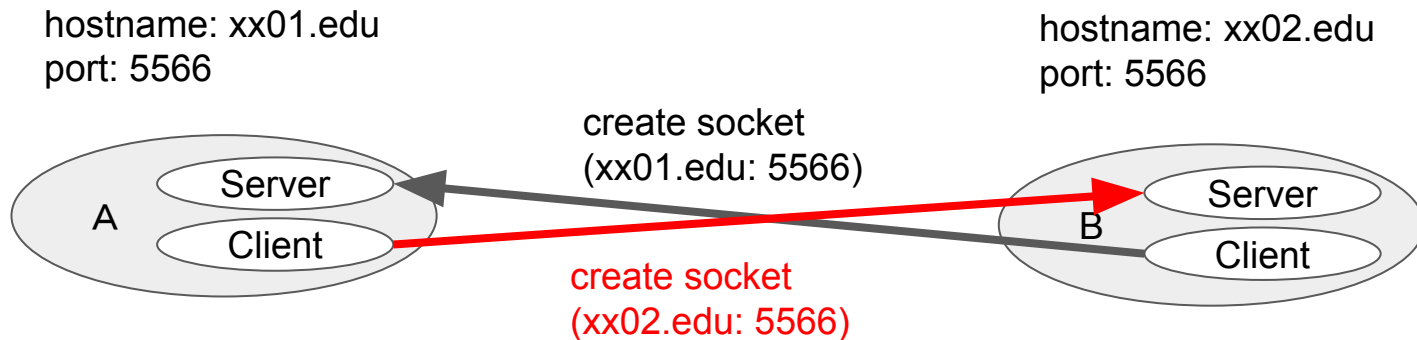 hostname: xx01.edu
port: 5566
hostname: xx02.edu
port: 5566
create socket
(xx01.edu: 5566)
Server
A
Client
Server
B
Client
create socket
(xx02.edu: 5566)